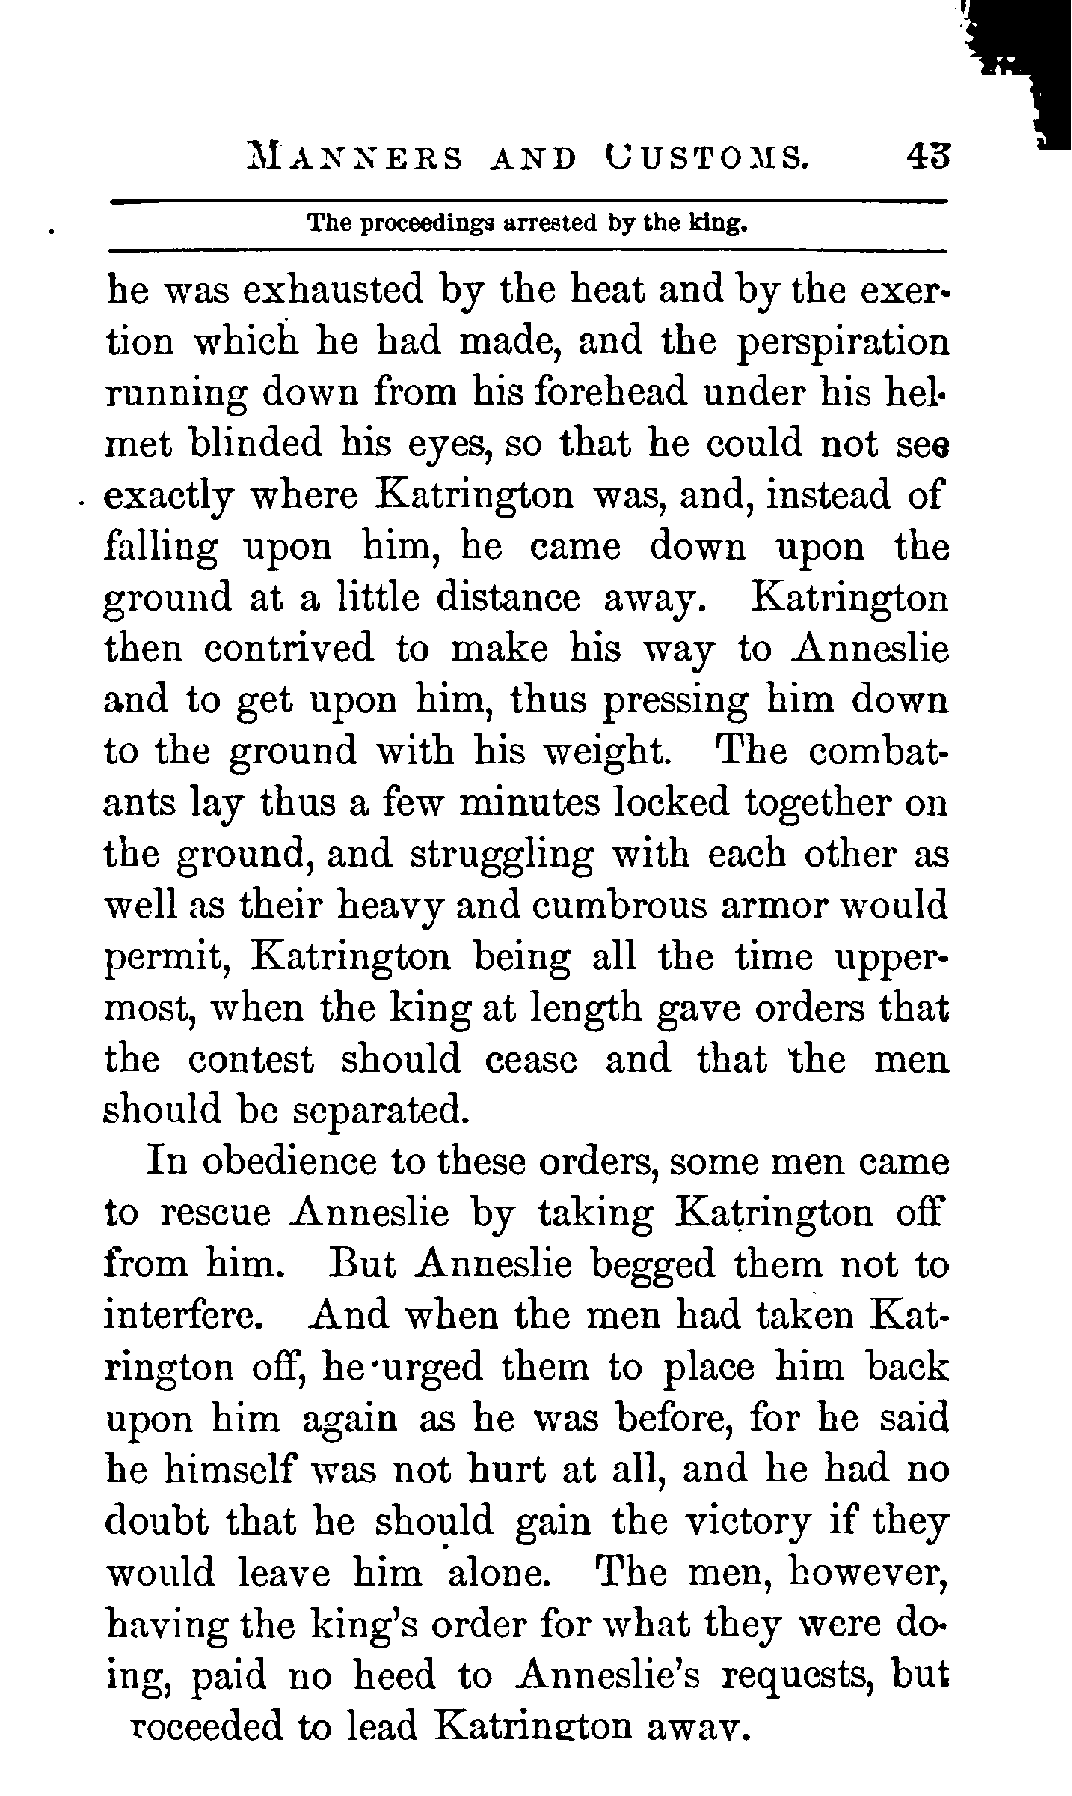 MANNERS AND CUSTOMS. 43
The proceedings arrested by the king.
he was exhausted by the heat and by the exer-
tion which he had made, and the perspiration
running down from his forehead under his hel-
met blinded his eyes, so that he could not see
exactly where Katrington was, and, instead of
falling upon him, he came down upon the
ground at a little distance away. Katrington
then contrived to make his way to Anneslie
and to get upon him, thus pressing him down
to the ground with his weight. The combat-
ants lay thus a few minutes locked together on
the ground, and struggling with each other as
well as their heavy and cumbrous armor would
permit, Katrington being all the time upper-
most, when the king at length gave orders that
the contest should cease and that the men
should be separated.
In obedience to these orders, some men came
to rescue Anneslie by taking Katrington off
from him. But Anneslie begged them not to
interfere. And when the men had taken Kat-
rington off, he urged them to place him back
upon him again as he was before, for he said
he himself was not hurt at all, and he had no
doubt that he should gain the victory if they
would leave him alone. The men, however,
having the king's order for what they were do-
ing, paid no heed to Anneslie's requests, but
roceeded to lead Katrington away.